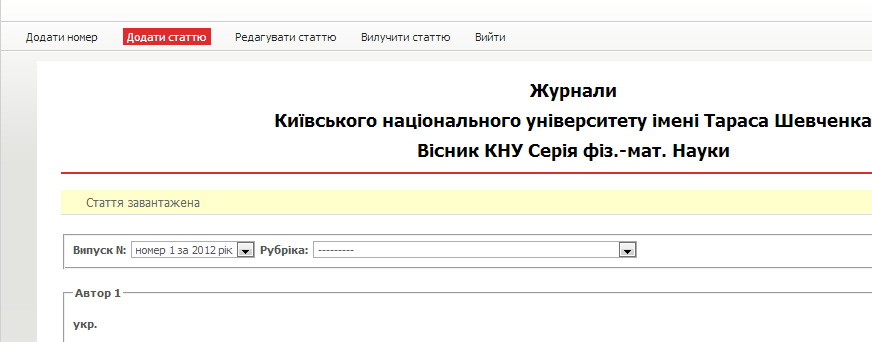 Додати номер Додати статтю Редагувати статтю Вилучити статтю Вийти
Журнали
Київського національного університету імені Тараса Шевченка
Вісник КНУ Серія фіз.-мат. Науки
Стаття завантажена
Випуск №: номер 1 за 2012 рік Рубріка: ---------
Автор 1
укр.